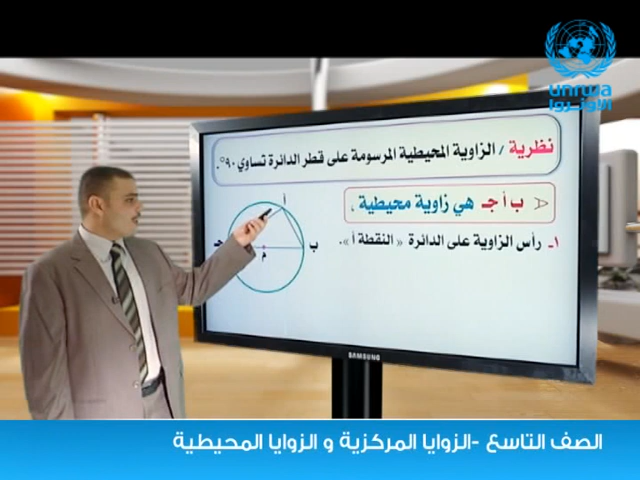 unrwa
الأونروا
نظرية / الزاوية المحيطية المرسومة على قطر الدائرة تساوي ٩٠°.
ب أ جـ هي زاوية محيطية ،
١ـ رأس الزاوية على الدائرة « النقطة أ ».
أ
جـ
م
ب
SAMSUNG
الصف التاسع -الزوايا المركزية و الزوايا المحيطية